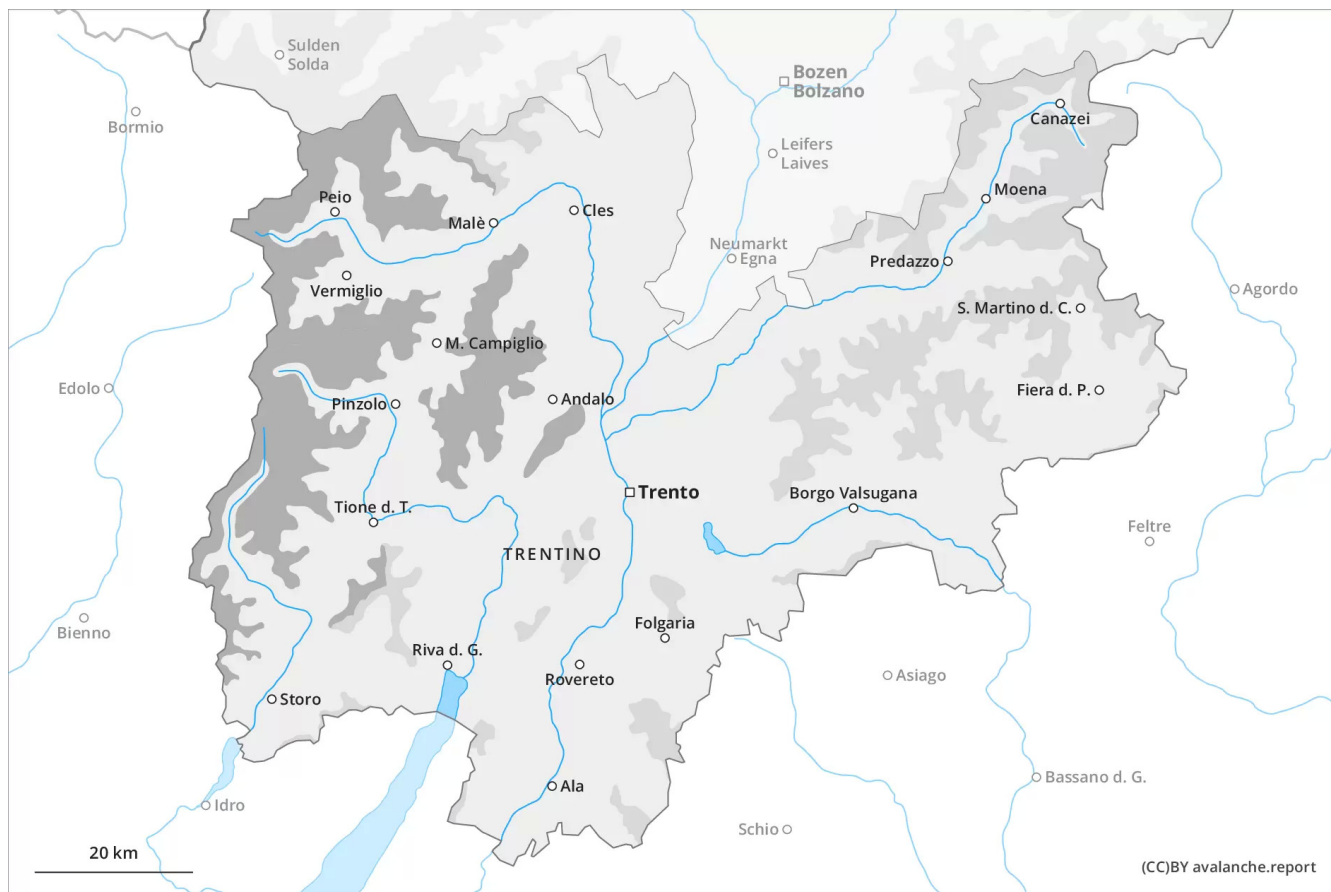 Sulden
Solda
Bozen
Bolzano
Bormio
Canazei
Leifers
Laives
Moena
Peio
Malè
Cles
Neumarkt
Egna
Predazzo
Vermiglio
Agordo
S. Martino d. C.
M. Campiglio
Edolo
Fiera d. P.
Pinzolo
Andalo
Trento
Borgo Valsugana
Tione d. T.
Feltre
TRENTINO
Bienno
Folgaria
Riva d. G.
Rovereto
Asiago
Storo
Bassano d. G.
Ala
Idro
Schio
20 km
(CC)BY avalanche.report